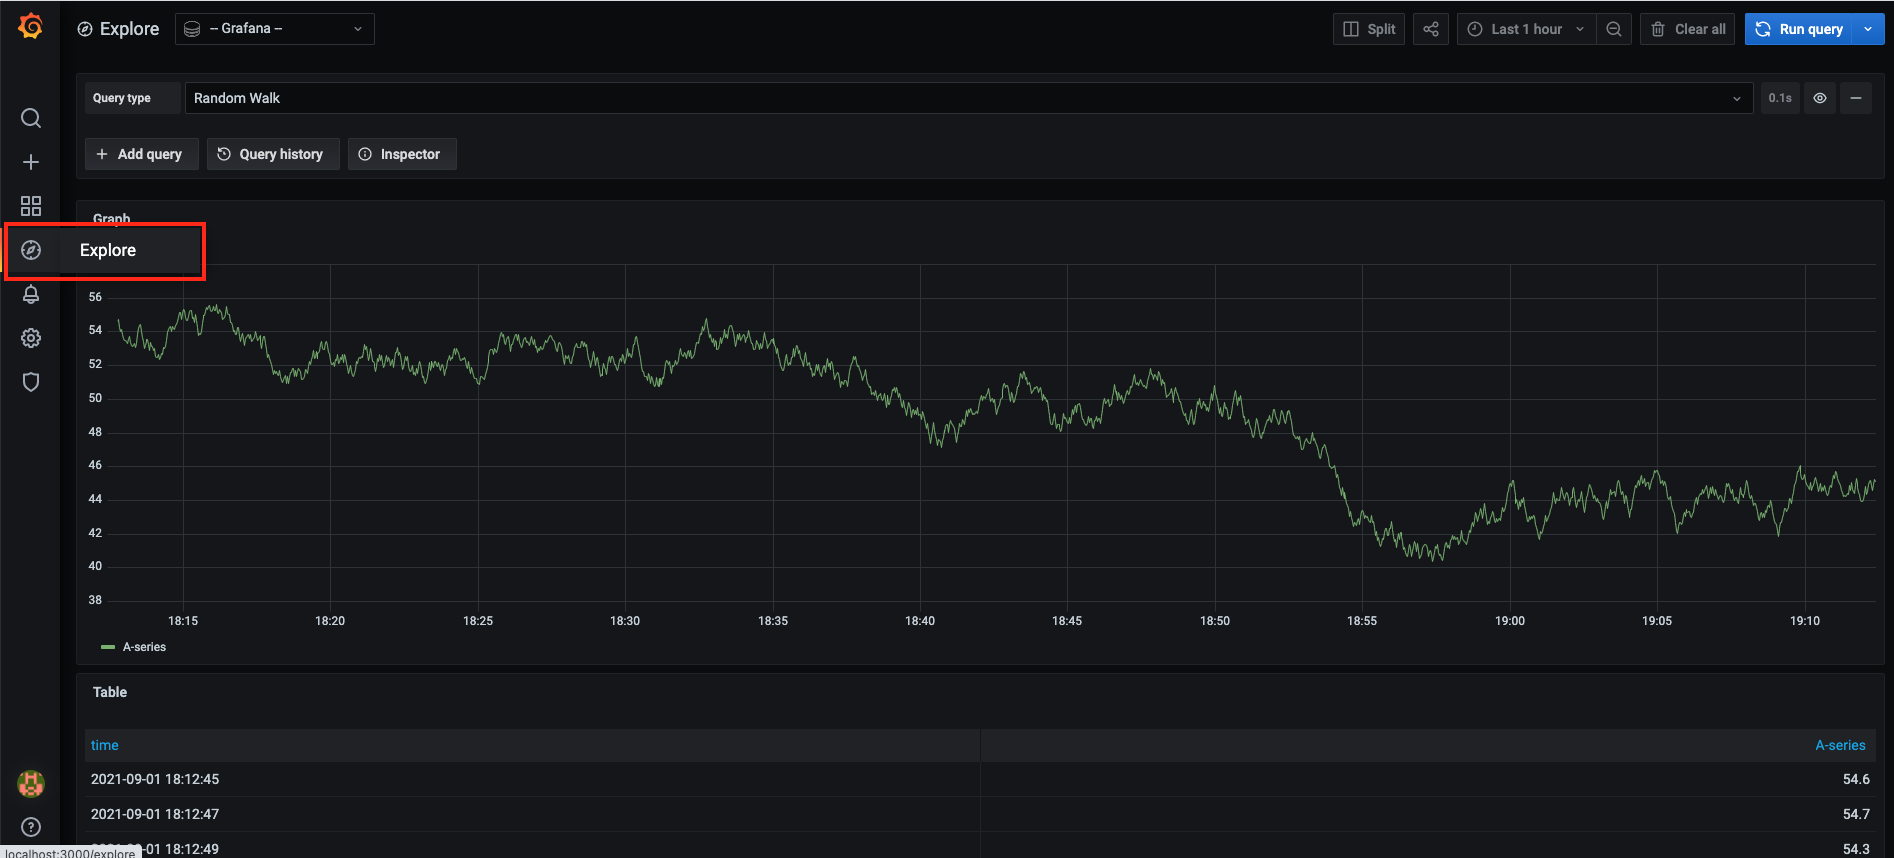 Explore -- Grafana -- Split Last 1 hour Clear all Run query
Query type Random Walk 0.1s
+ Add query Query history Inspector
Graph
Explore
56
54
52
50
48
46
44
42
40
38
18:15 18:20 18:25 18:30 18:35 18:40 18:45 18:50 18:55 19:00 19:05 19:10
A-series
Table
time A-series
2021-09-01 18:12:45 54.6
2021-09-01 18:12:47 54.7
2021-09-01 18:12:49 54.3
localhost:3000/explore